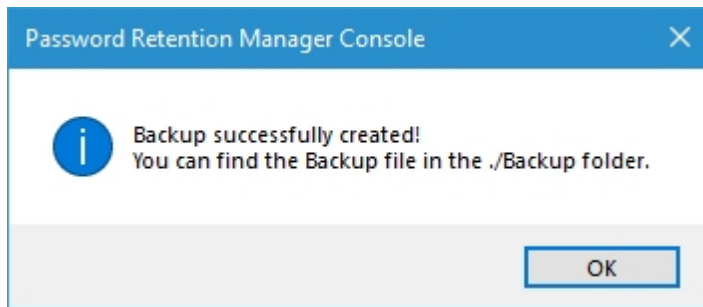 Password Retention Manager Console
Backup successfully created!
You can find the Backup file in the ./Backup folder.
OK